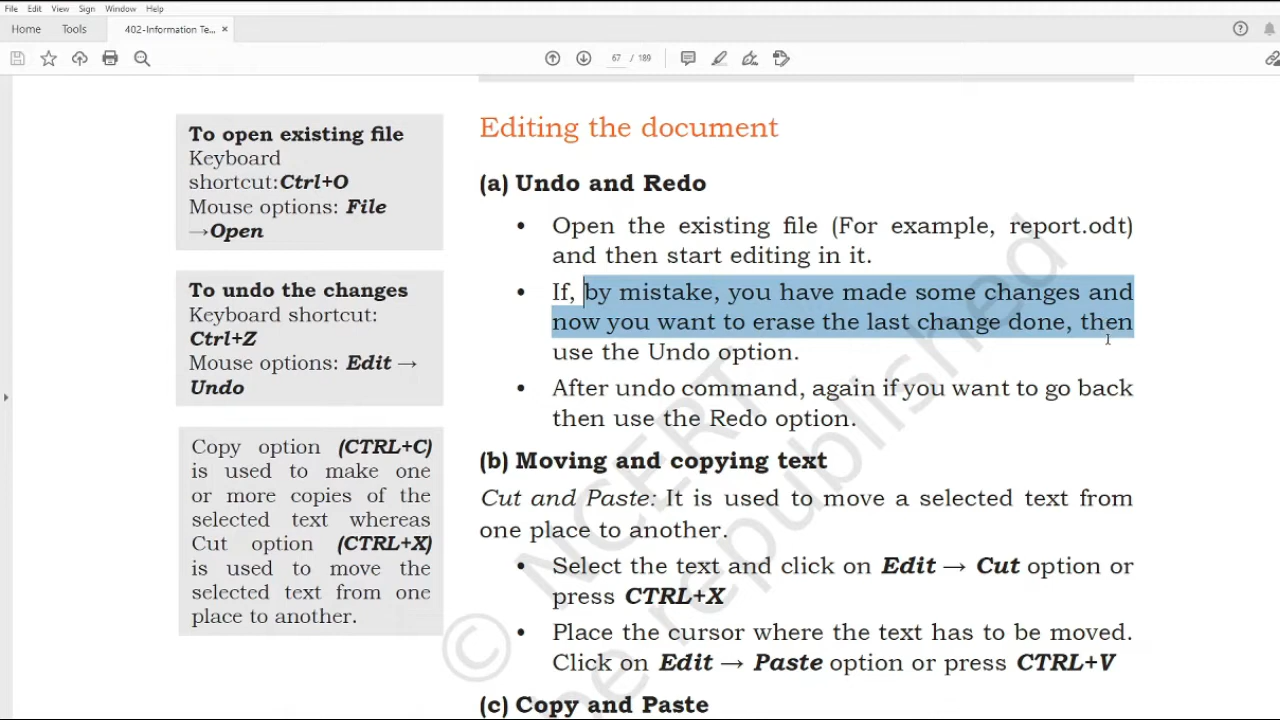 File Edit View Sign Window Help
Home Tools 402-Information Te... ×
67 / 189
To open existing file
Keyboard
shortcut:Ctrl+O
Mouse options: File
→Open
To undo the changes
Keyboard shortcut:
Ctrl+Z
Mouse options: Edit →
Undo
Copy option (CTRL+C)
is used to make one
or more copies of the
selected text whereas
Cut option (CTRL+X)
is used to move the
selected text from one
place to another.
Editing the document
(a) Undo and Redo
• Open the existing file (For example, report.odt)
and then start editing in it.
• If, by mistake, you have made some changes and
now you want to erase the last change done, then
use the Undo option.
• After undo command, again if you want to go back
then use the Redo option.
(b) Moving and copying text
Cut and Paste: It is used to move a selected text from
one place to another.
• Select the text and click on Edit → Cut option or
press CTRL+X
• Place the cursor where the text has to be moved.
Click on Edit → Paste option or press CTRL+V
(c) Copy and Paste
© NCERT
be republished